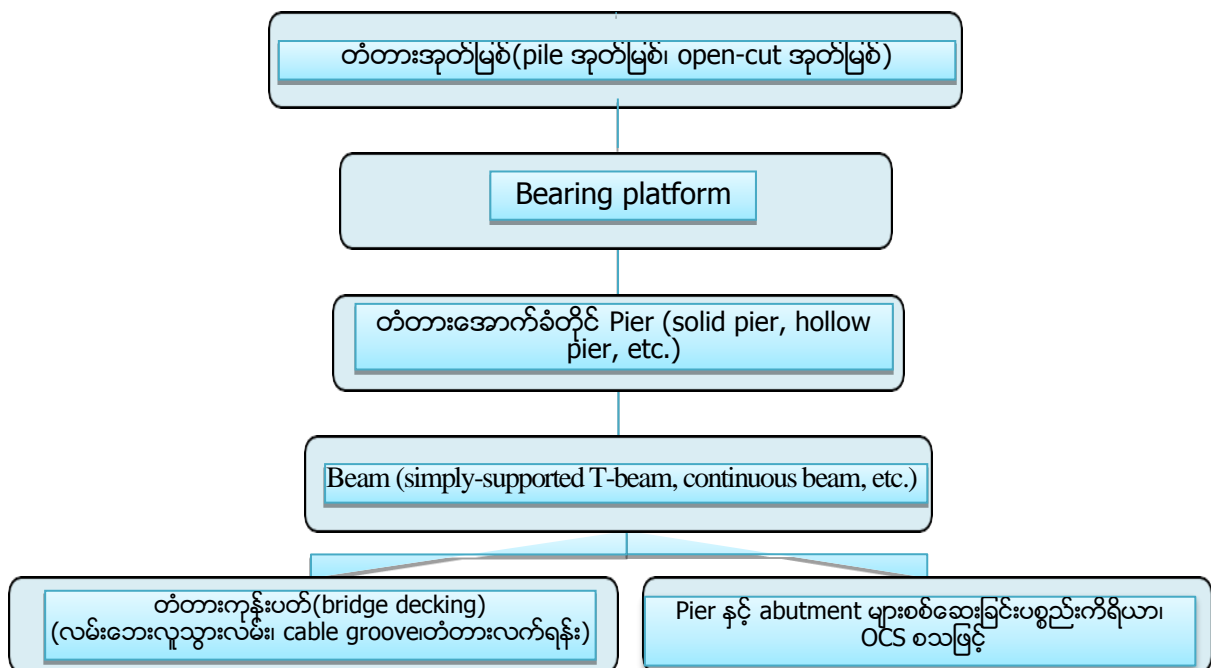 တံတားအုတ်မြစ်(pile အုတ်မြစ်၊ open-cut အုတ်မြစ်)
Bearing platform
တံတားအောက်ခံတိုင် Pier (solid pier, hollow
pier, etc.)
Beam (simply-supported T-beam, continuous beam, etc.)
တံတားကုန်းပတ်(bridge decking)
(လမ်းဘေးလူသွားလမ်း၊ cable groove၊တံတားလက်ရန်း)
Pier နှင့် abutment များစစ်ဆေးခြင်းပစ္စည်းကိရိယာ၊
OCS စသဖြင့်